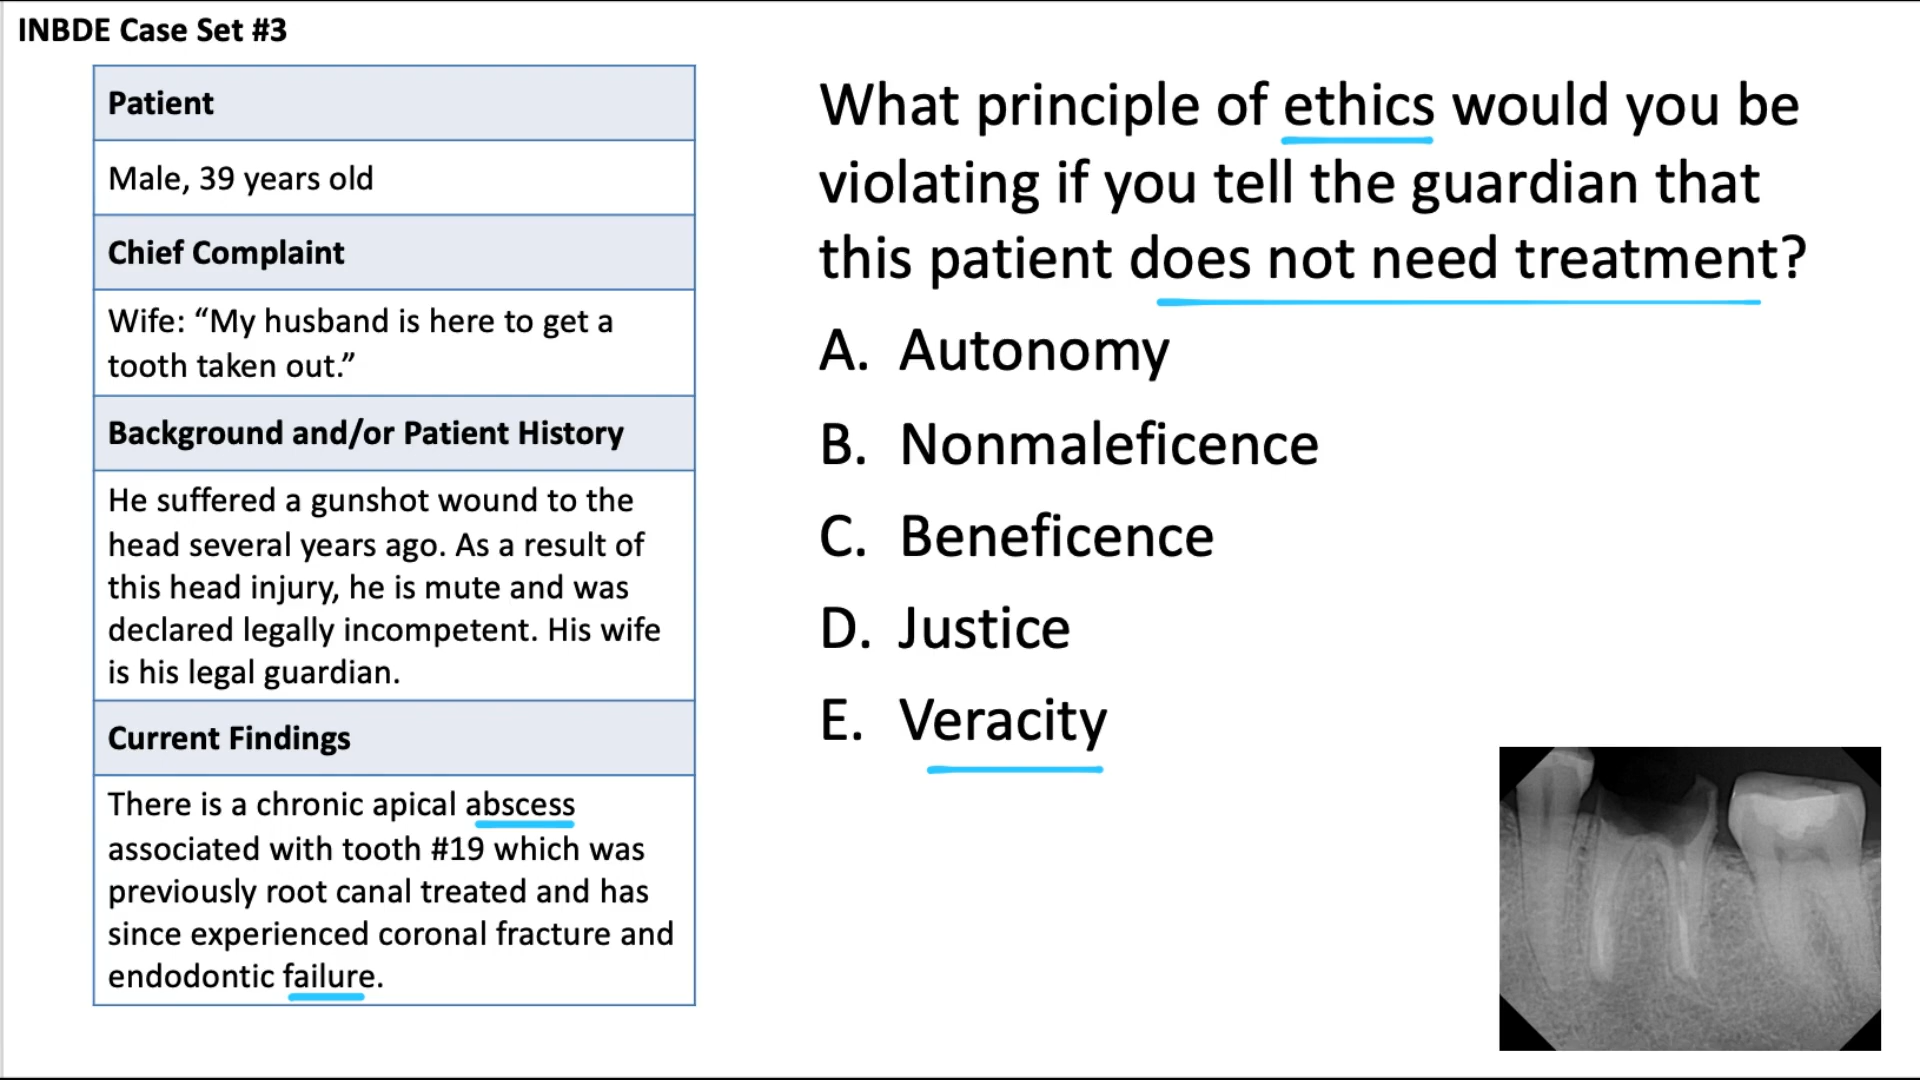 INBDE Case Set #3
Patient
Male, 39 years old
Chief Complaint
Wife: “My husband is here to get a
tooth taken out.”
Background and/or Patient History
He suffered a gunshot wound to the
head several years ago. As a result of
this head injury, he is mute and was
declared legally incompetent. His wife
is his legal guardian.
Current Findings
There is a chronic apical abscess
associated with tooth #19 which was
previously root canal treated and has
since experienced coronal fracture and
endodontic failure.
What principle of ethics would you be
violating if you tell the guardian that
this patient does not need treatment?
A. Autonomy
B. Nonmaleficence
C. Beneficence
D. Justice
E. Veracity